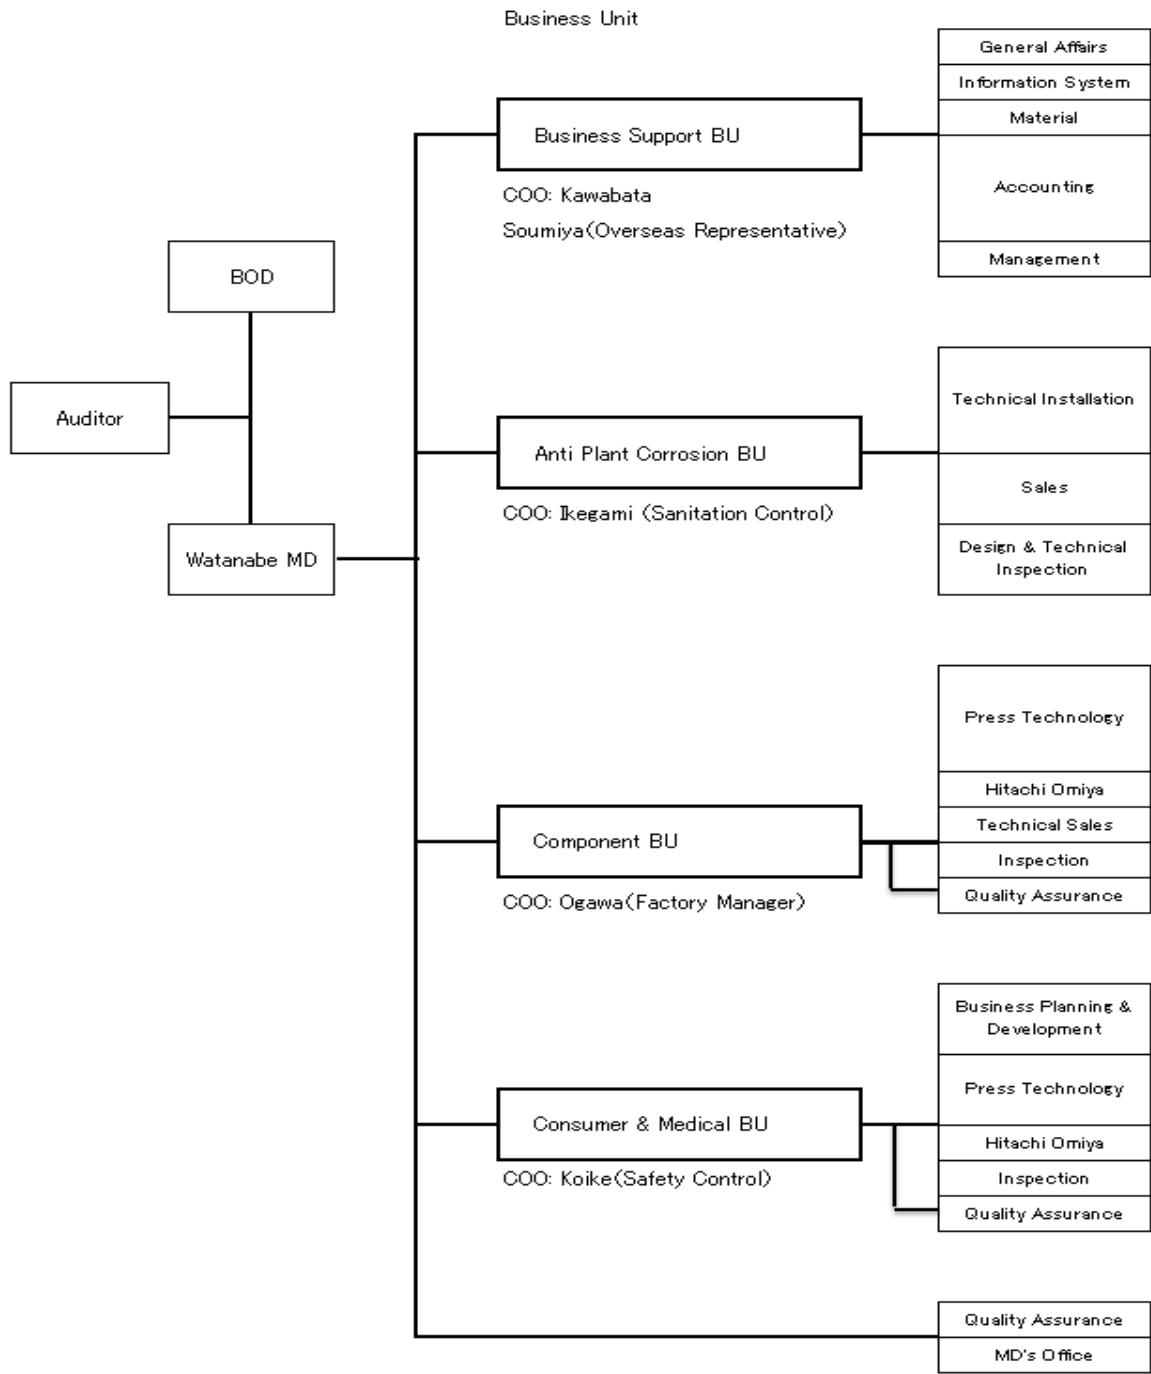 Business Unit
General Affairs
Information System
Material
Accounting
Management
Business Support BU
COO: Kawabata
Soumiya(Overseas Representative)
BOD
Auditor
Watanabe MD
Technical Installation
Sales
Design & Technical
Inspection
Anti Plant Corrosion BU
COO: Ikegami (Sanitation Control)
Press Technology
Hitachi Omiya
Technical Sales
Inspection
Quality Assurance
Component BU
COO: Ogawa(Factory Manager)
Business Planning &
Development
Press Technology
Hitachi Omiya
Inspection
Quality Assurance
Consumer & Medical BU
COO: Koike(Safety Control)
Quality Assurance
MD's Office